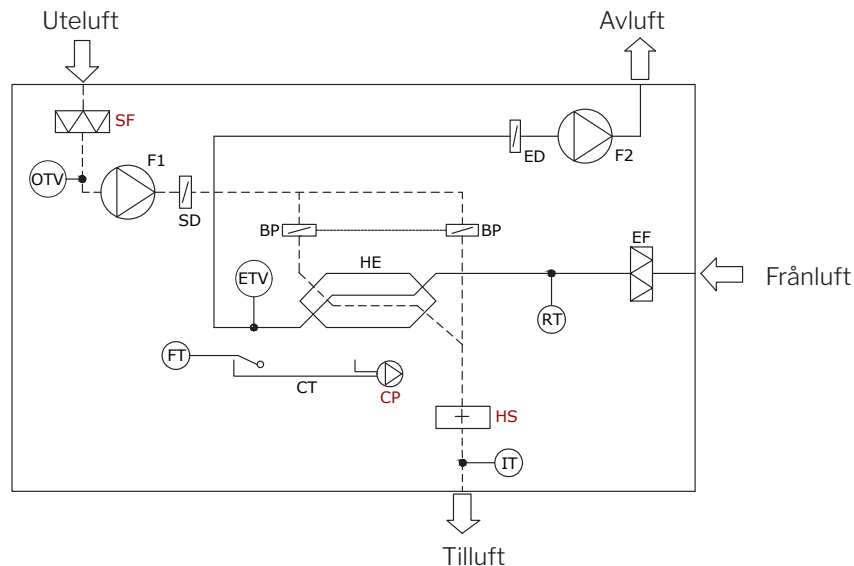 Uteluft
Avluft
SF
F1
OTV
SD
ED
F2
BP
BP
EF
HE
ETV
Frånluft
RT
FT
CT
CP
HS
IT
Tilluft